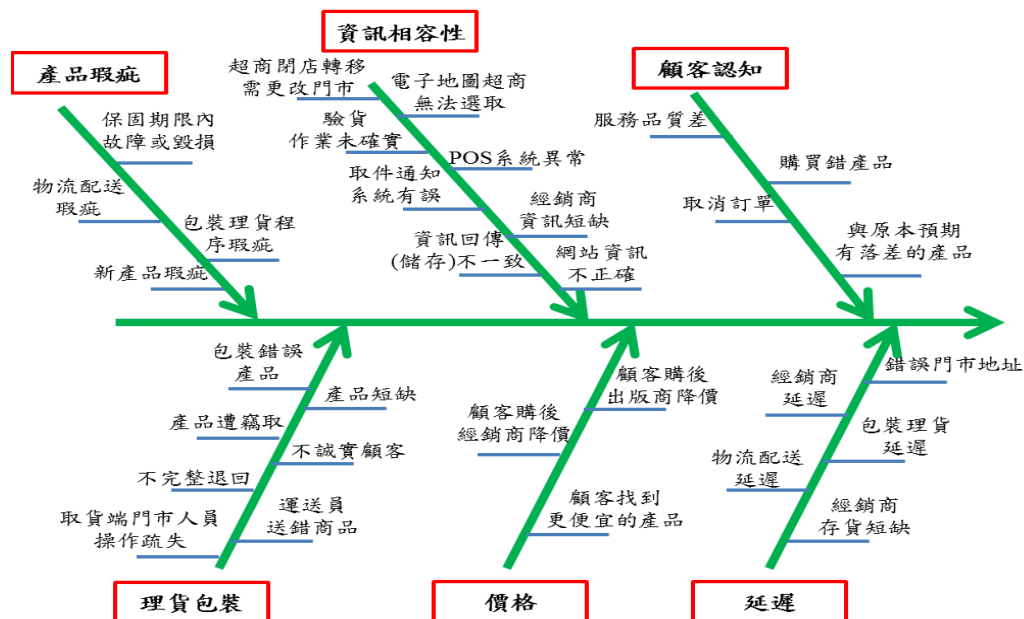 產品瑕疵
保固期限內
故障或毀損
物流配送
瑕疵
包裝理貨程
序瑕疵
新產品瑕疵
資訊相容性
超商閉店轉移
需更改門市
電子地圖超商
無法選取
驗貨
作業未確實
POS系統異常
取件通知
系統有誤
經銷商
資訊短缺
資訊回傳
(儲存)不一致
網站資訊
不正確
顧客認知
服務品質差
購買錯產品
取消訂單
與原本預期
有落差的產品
包裝錯誤
產品
產品短缺
產品遭竊取
不誠實顧客
不完整退回
運送員
送錯商品
取貨端門市人員
操作疏失
理貨包裝
顧客購後
出版商降價
顧客購後
經銷商降價
顧客找到
更便宜的產品
價格
錯誤門市地址
經銷商
延遲
包裝理貨
延遲
物流配送
延遲
經銷商
存貨短缺
延遲